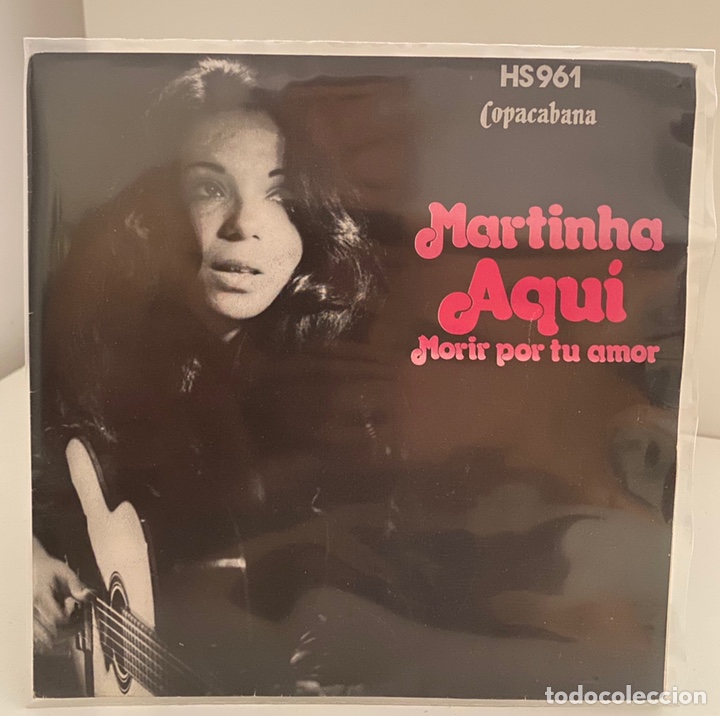 HS961
Copacabana
Martinha
Aquí
Morir por tu amor
todocoleccion